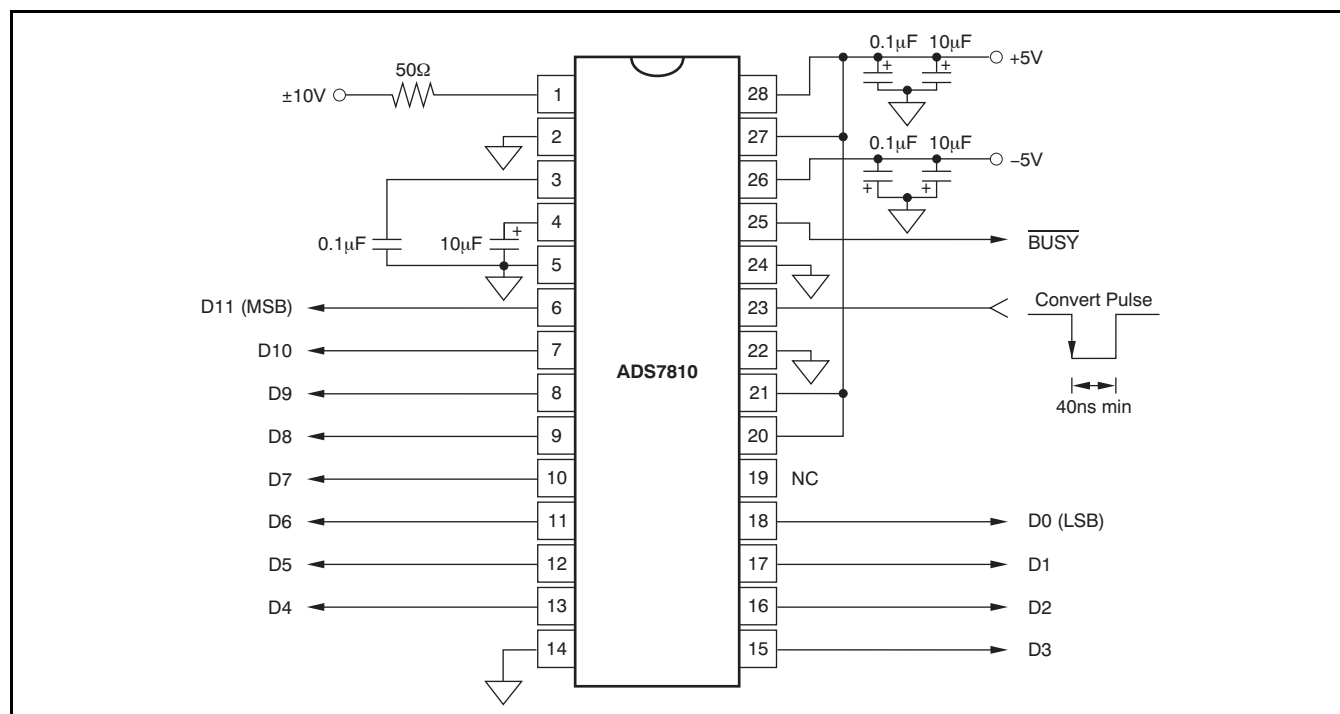 0.1µF 10µF
+5V
50Ω
±10V
1
28
2
27
0.1µF 10µF
–5V
3
26
4
25
+
0.1µF
10µF
BUSY
5
24
Convert Pulse
D11 (MSB)
6
23
D10
7
22
ADS7810
D9
8
21
40ns min
D8
9
20
D7
10
19
NC
D6
11
18
D0 (LSB)
D5
12
17
D1
D4
13
16
D2
14
15
D3
+
+
+
+